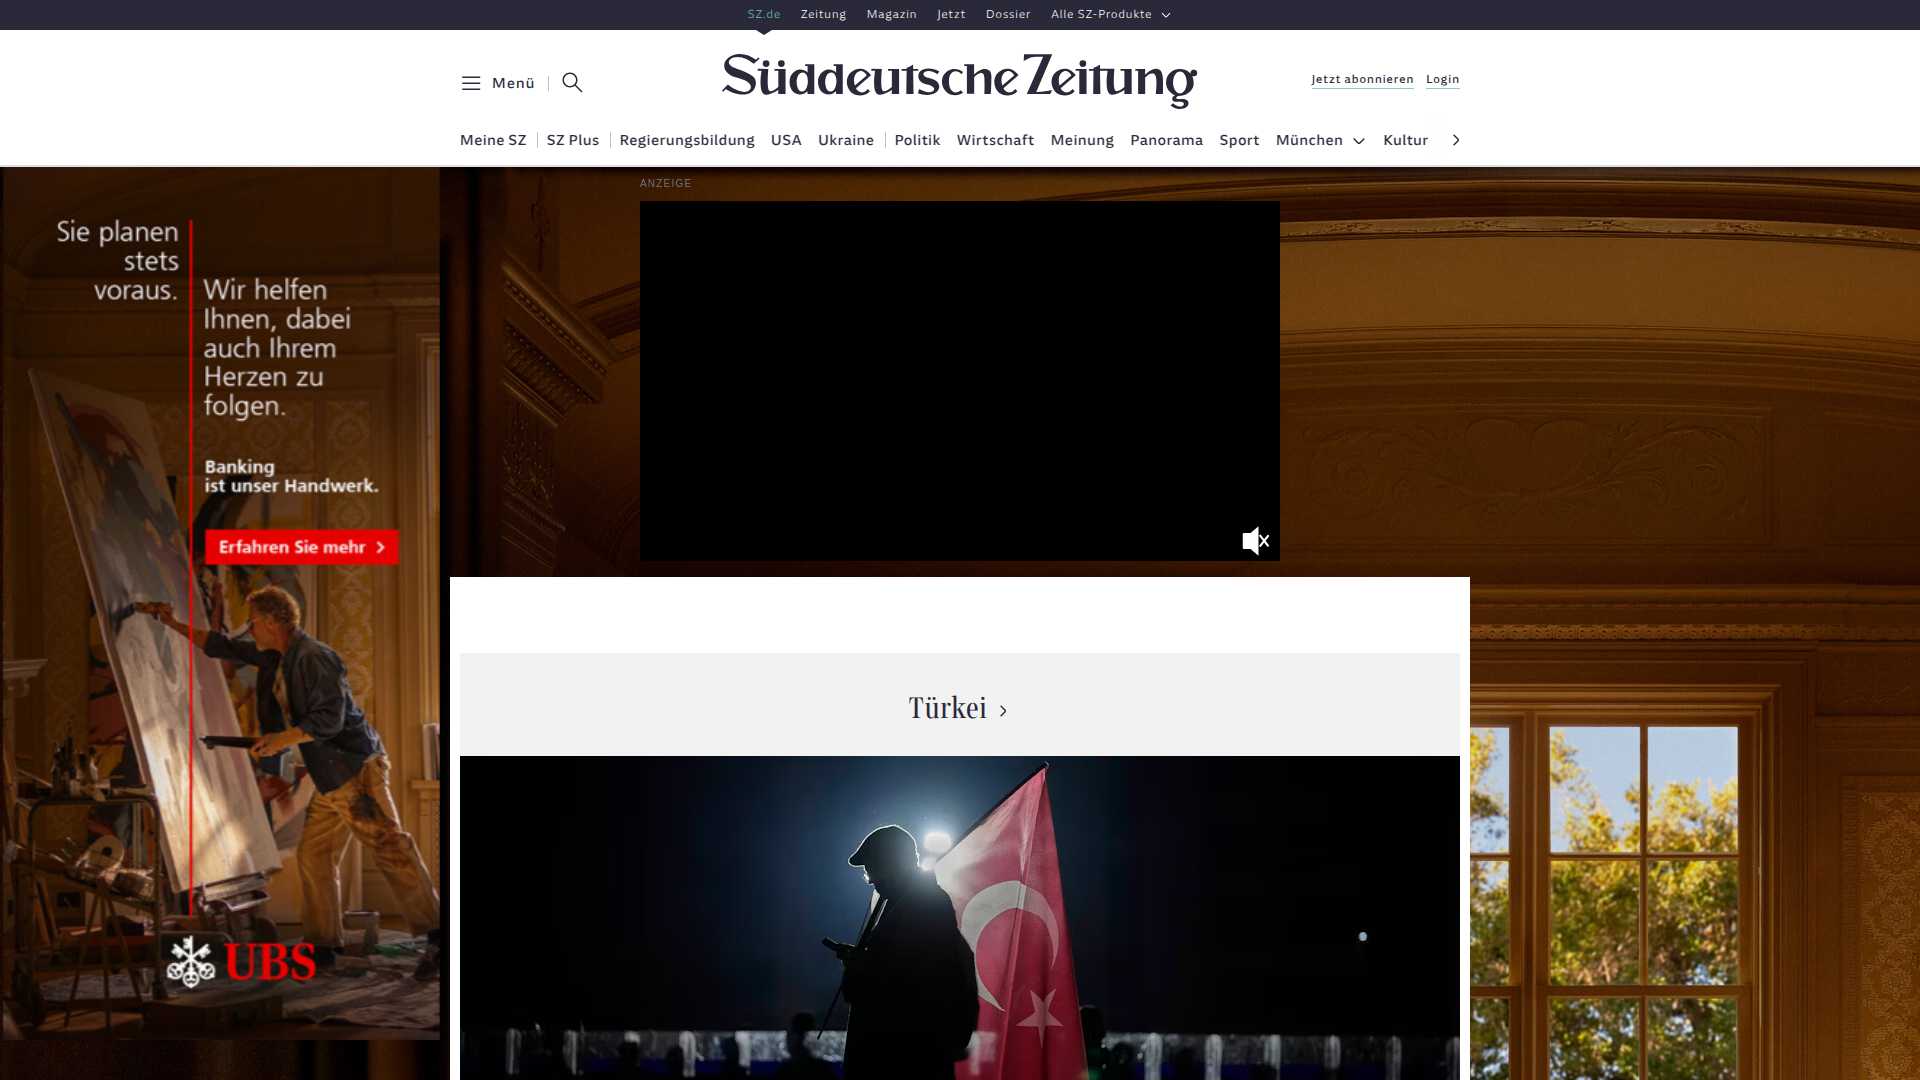 SZ.de Zeitung Magazin Jetzt Dossier Alle SZ-Produkte
Menü
Süddeutsche Zeitung
Jetzt abonnieren Login
Meine SZ SZ Plus Regierungsbildung USA Ukraine Politik Wirtschaft Meinung Panorama Sport München Kultur
ANZEIGE
Sie planen
stets
voraus.
Wir helfen
Ihnen, dabei
auch Ihrem
Herzen zu
folgen.
Banking
ist unser Handwerk.
Erfahren Sie mehr
UBS
Türkei